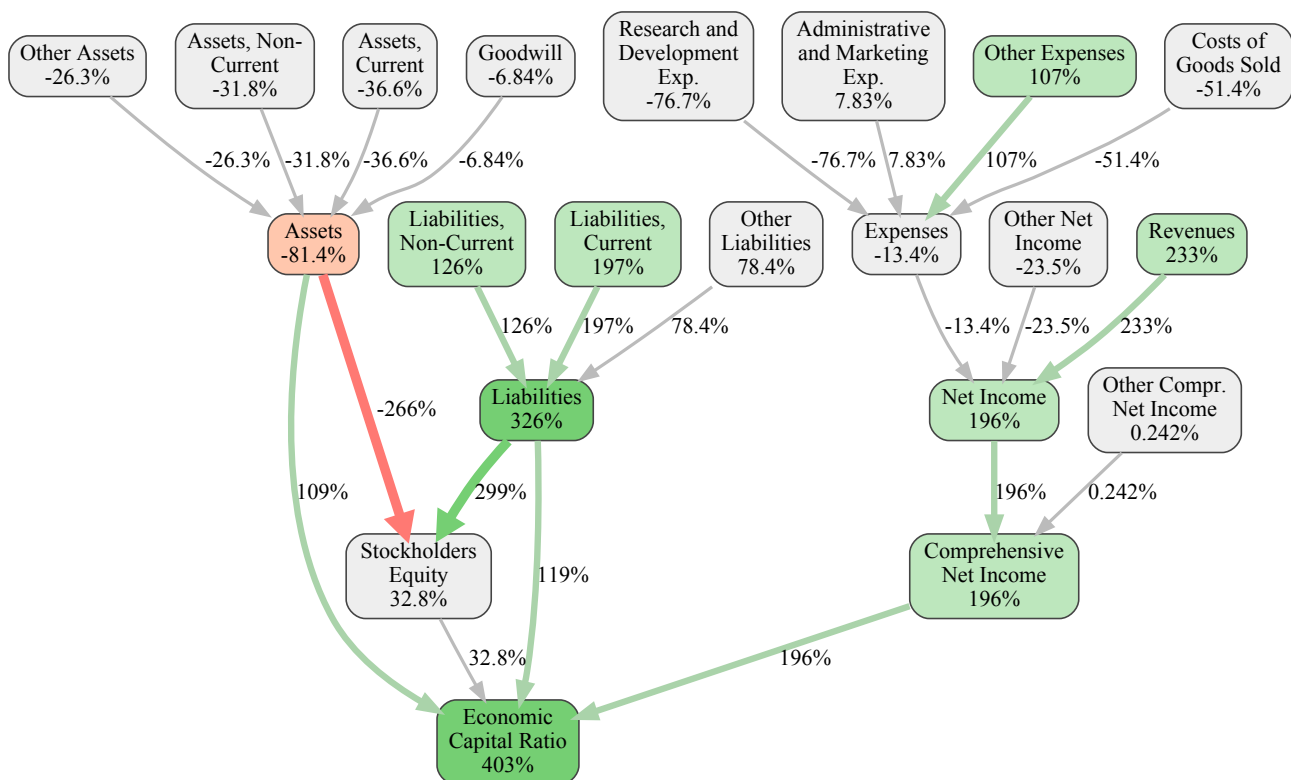 Other Assets
-26.3%
Assets, Non-
Current
-31.8%
Assets,
Current
-36.6%
Goodwill
-6.84%
Research and
Development
Exp.
-76.7%
Administrative
and Marketing
Exp.
7.83%
Other Expenses
107%
Costs of
Goods Sold
-51.4%
-26.3%
-31.8%
-36.6%
-6.84%
-76.7%
7.83%
107%
-51.4%
Assets
-81.4%
Liabilities,
Non-Current
126%
Liabilities,
Current
197%
Other
Liabilities
78.4%
Expenses
-13.4%
Other Net
Income
-23.5%
Revenues
233%
126%
197%
78.4%
-13.4%
-23.5%
233%
-266%
Liabilities
326%
Net Income
196%
Other Compr.
Net Income
0.242%
109%
299%
196%
0.242%
Stockholders
Equity
32.8%
119%
Comprehensive
Net Income
196%
32.8%
196%
Economic
Capital Ratio
403%